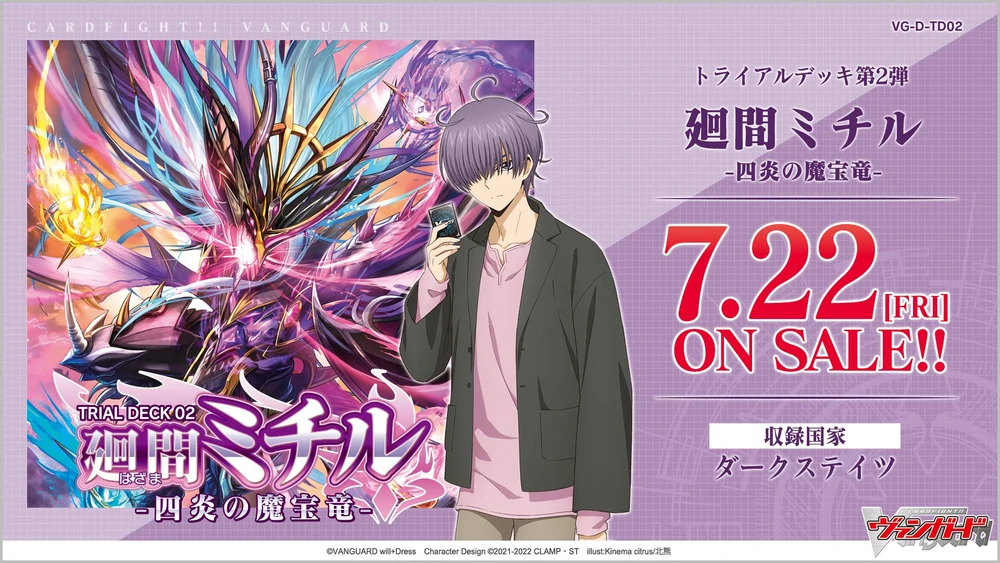 CARDFIGHT!! VANGUARD
VG-D-TD02
トライアルデッキ第2弾
廻間ミチル
-四炎の魔宝竜-
7.22[FRI]
ON SALE!!
収録国家
ダークステイツ
TRIAL DECK 02
廻間ミチル
はざま
-四炎の魔宝竜-
CARDFIGHT!!
ヴァンガード
©VANGUARD will+Dress Character Design ©2021-2022 CLAMP・ST illust:Kinema citrus/北熊